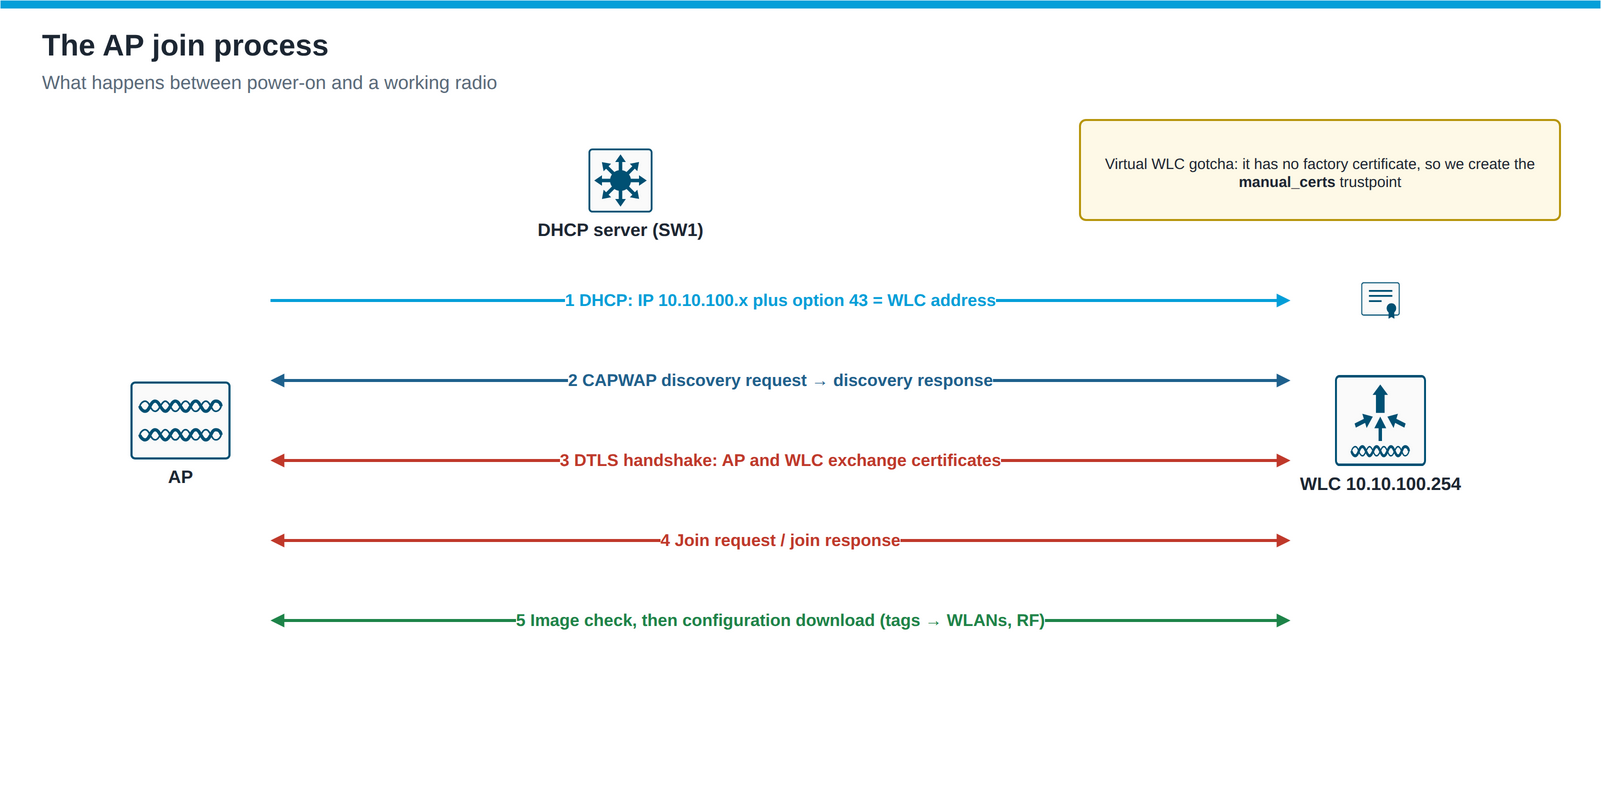 The AP join process
What happens between power-on and a working radio
Virtual WLC gotcha: it has no factory certificate, so we create the
manual_certs trustpoint
DHCP server (SW1)
1 DHCP: IP 10.10.100.x plus option 43 = WLC address
2 CAPWAP discovery request → discovery response
3 DTLS handshake: AP and WLC exchange certificates
AP
WLC 10.10.100.254
4 Join request / join response
5 Image check, then configuration download (tags → WLANs, RF)